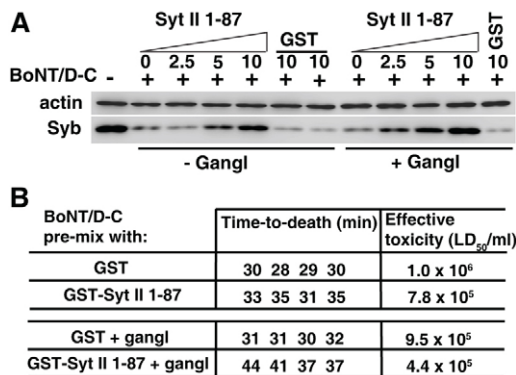 A
Syt II 1-87 GST Syt II 1-87 GST
0 2.5 5 10 10 10 0 2.5 5 10 10
BoNT/D-C - + + + + + + + + + + +
actin
Syb
- Gangl + Gangl
B
BoNT/D-C Time-to-death (min) Effective
pre-mix with: toxicity (LD50/ml)
GST 30 28 29 30 1.0 x 10⁶
GST-Syt II 1-87 33 35 31 35 7.8 x 10⁵
GST + gangl 31 31 30 32 9.5 x 10⁵
GST-Syt II 1-87 + gangl 44 41 37 37 4.4 x 10⁵